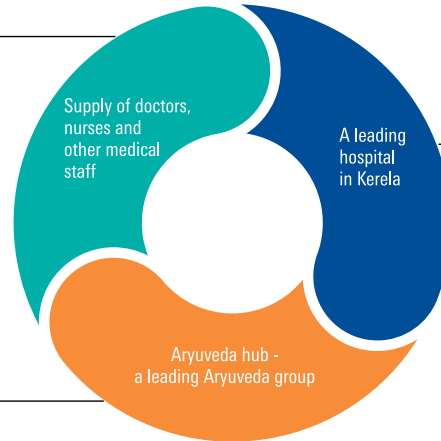 Supply of doctors,
nurses and
other medical
staff
A leading
hospital
in Kerela
Aryuveda hub -
a leading Aryuveda group